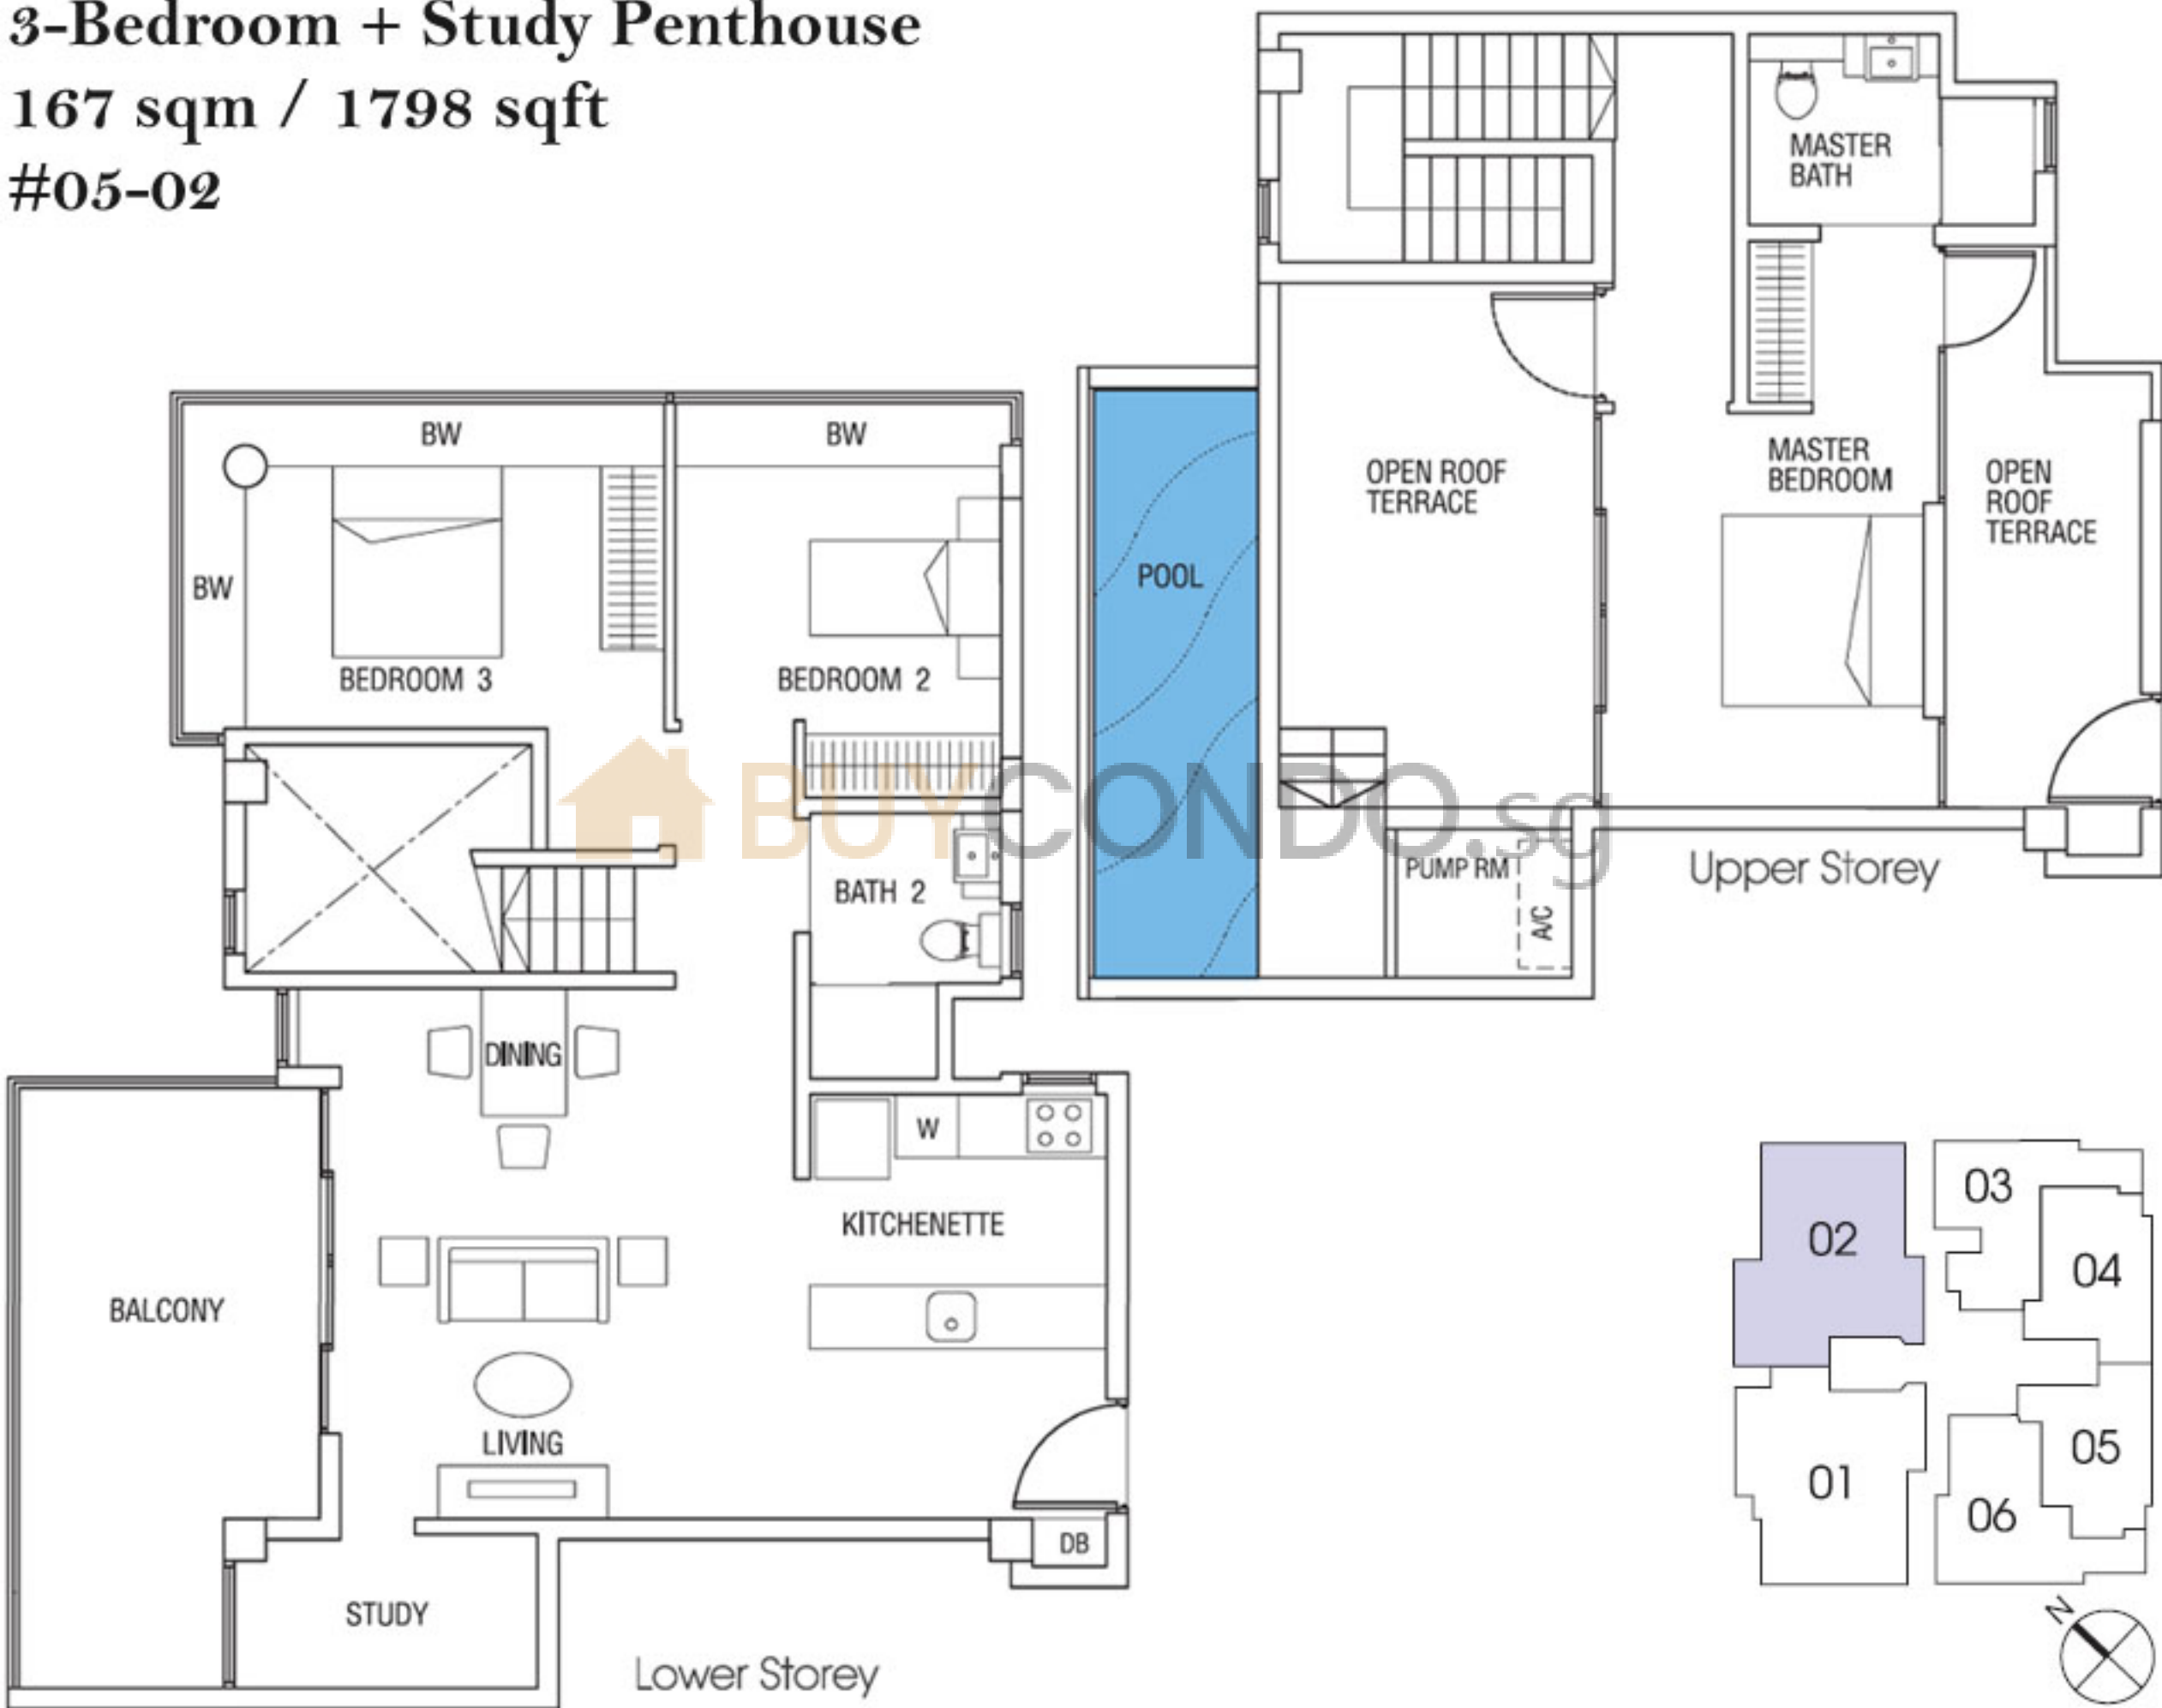 3-Bedroom + Study Penthouse
167 sqm / 1798 sqft
#05-02
MASTER
BATH
BW
BW
BW
BEDROOM 3
BEDROOM 2
POOL
OPEN ROOF
TERRACE
MASTER
BEDROOM
OPEN
ROOF
TERRACE
BUYCONDO.sg
BATH 2
PUMP RM
A/C
Upper Storey
DINING
W
KITCHENETTE
BALCONY
LIVING
DB
STUDY
Lower Storey
02
03
04
01
05
06
N